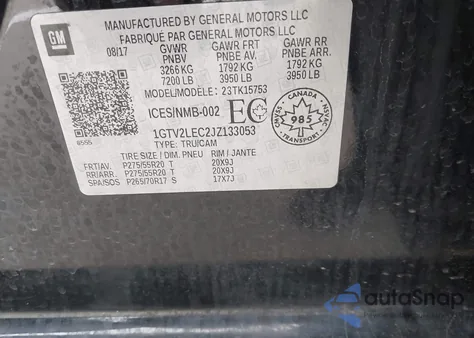 GM
MANUFACTURED BY GENERAL MOTORS LLC
FABRIQUÉ PAR GENERAL MOTORS LLC
08/17 GVWR GAWR FRT GAWR RR
PNBV PNBE AV. PNBE ARR.
3266 KG 1792 KG 1792 KG
7200 LB 3950 LB 3950 LB
MODEL/MODÈLE: 23TK15753
ICES/NMB-002 EC
CANADA
985
TRANSPORT
1GTV2LEC2JZ133053
TYPE: TRU/CAM
TIRE SIZE / DIM. PNEU RIM / JANTE
FRT/AV. P275/55R20 T 20X9J
RR/ARR. P275/55R20 T 20X9J
SPA/SOS P265/70R17 S 17X7J
autoSnap